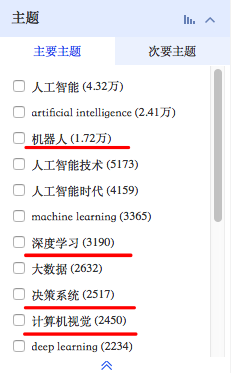 主题
主要主题 次要主题
人工智能 (4.32万)
artificial intelligence (2.41万)
机器人 (1.72万)
人工智能技术 (5173)
人工智能时代 (4159)
machine learning (3365)
深度学习 (3190)
大数据 (2632)
决策系统 (2517)
计算机视觉 (2450)
deep learning (2234)